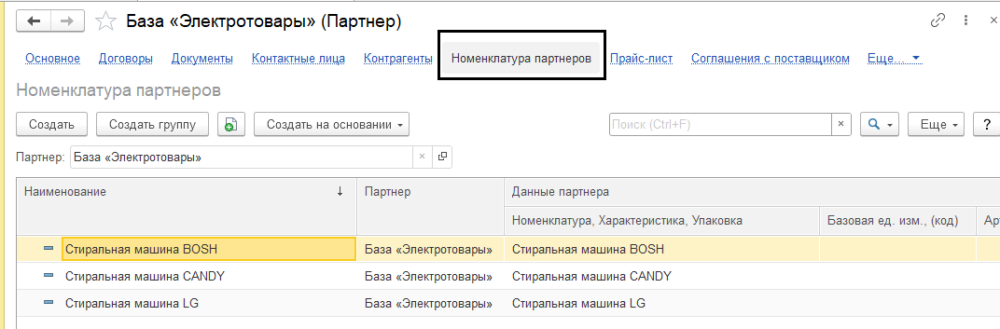 База «Электротовары» (Партнер)
Основное Договоры Документы Контактные лица Контрагенты Номенклатура партнеров Прайс-лист Соглашения с поставщиком Еще...
Номенклатура партнеров
Создать Создать группу Создать на основании Поиск (Ctrl+F) × Еще ?
Партнер: База «Электротовары» ×
Наименование ↓ Партнер Данные партнера
Номенклатура, Характеристика, Упаковка Базовая ед. изм., (код) Ар
Стиральная машина BOSH База «Электротовары» Стиральная машина BOSH
Стиральная машина CANDY База «Электротовары» Стиральная машина CANDY
Стиральная машина LG База «Электротовары» Стиральная машина LG